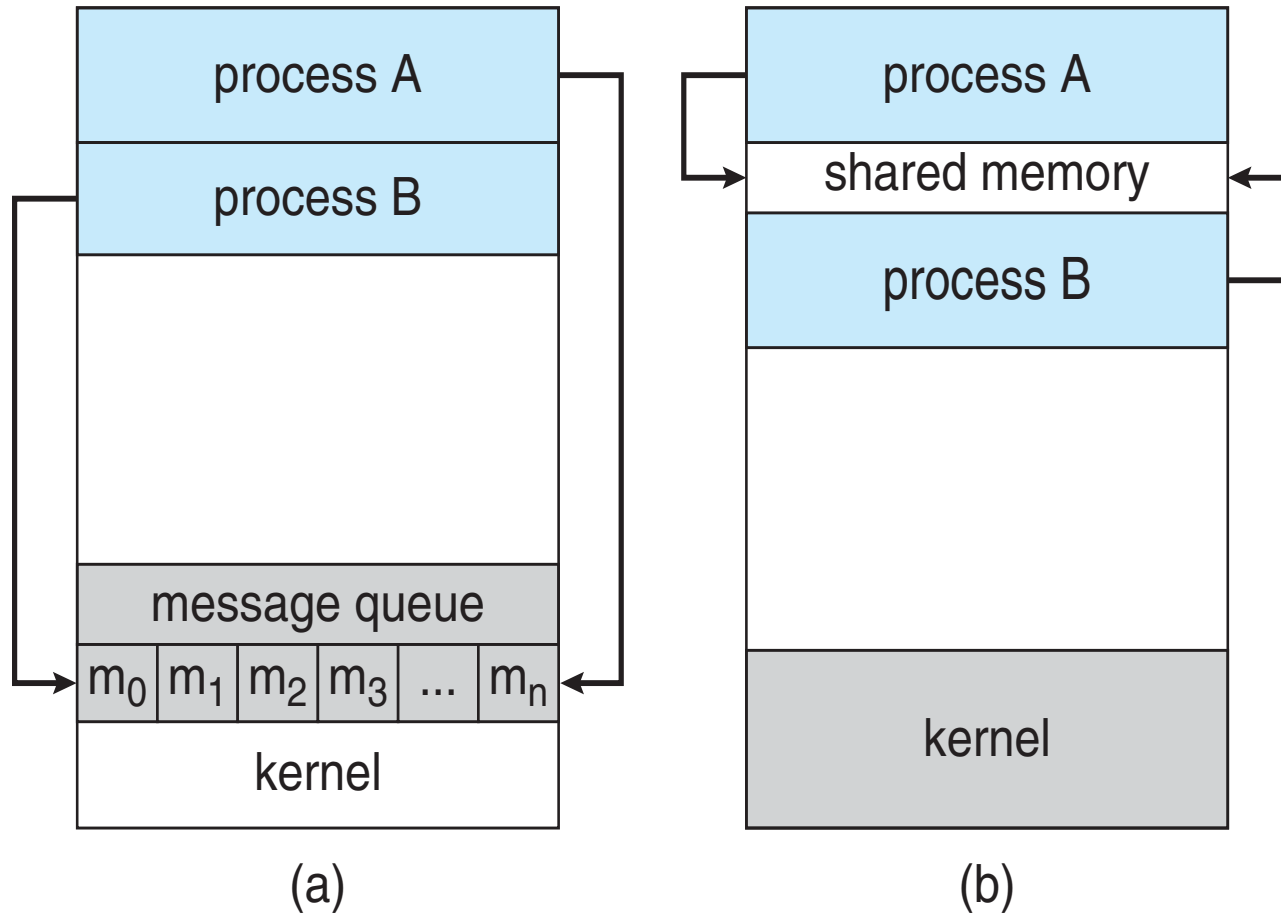 process A
process B
message queue
m0 m1 m2 m3 ... mn
kernel
(a)
process A
shared memory
process B
kernel
(b)